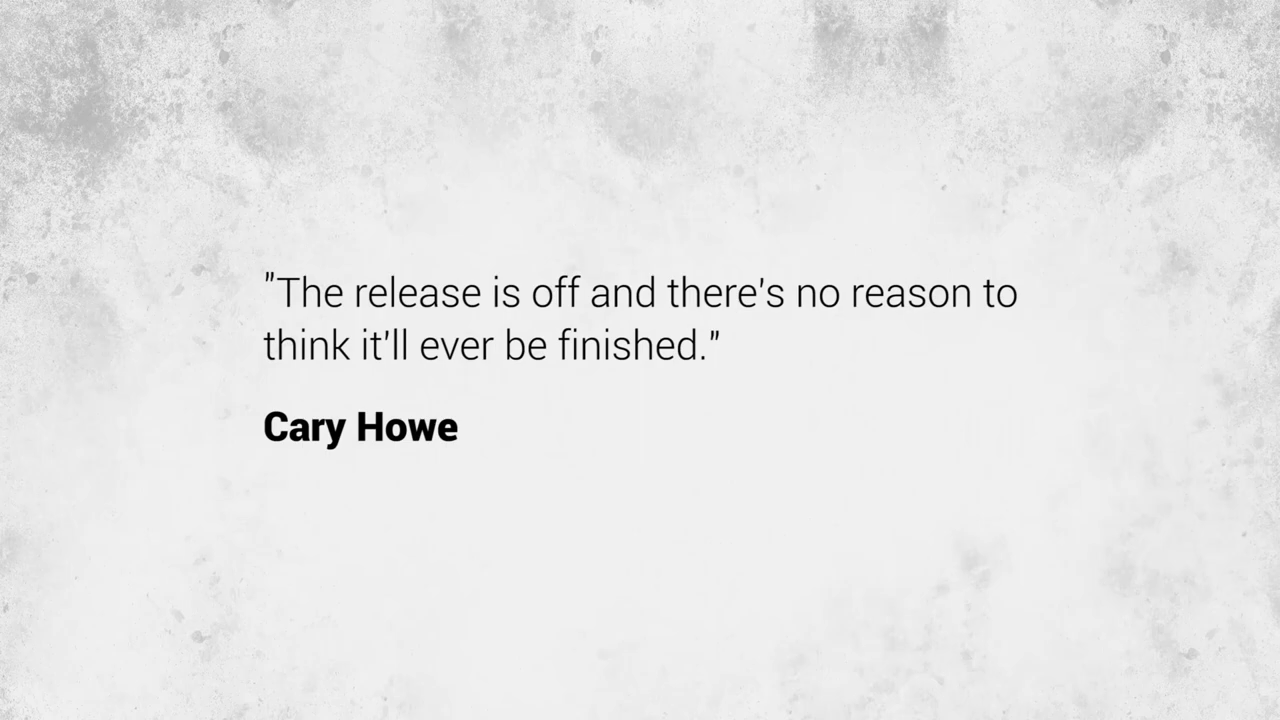 "The release is off and there's no reason to
think it'll ever be finished."
Cary Howe